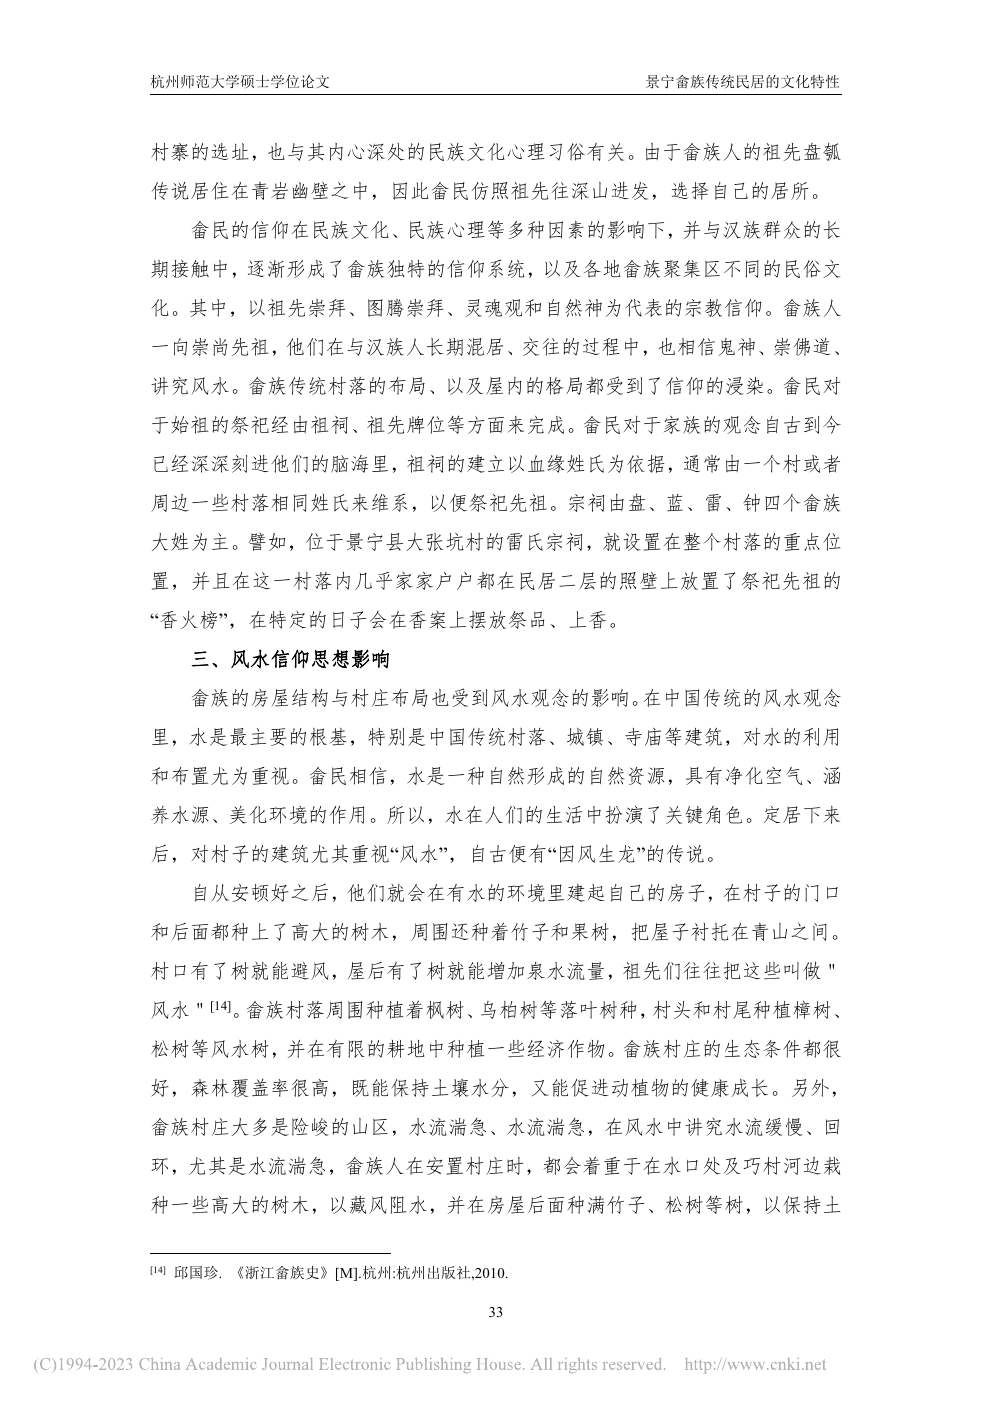 杭州师范大学硕士学位论文 景宁畲族传统民居的文化特性
村寨的选址，也与其内心深处的民族文化心理习俗有关。由于畲族人的祖先盘瓠
传说居住在青岩幽壁之中，因此畲民仿照祖先往深山进发，选择自己的居所。
畲民的信仰在民族文化、民族心理等多种因素的影响下，并与汉族群众的长
期接触中，逐渐形成了畲族独特的信仰系统，以及各地畲族聚集区不同的民俗文
化。其中，以祖先崇拜、图腾崇拜、灵魂观和自然神为代表的宗教信仰。畲族人
一向崇尚先祖，他们在与汉族人长期混居、交往的过程中，也相信鬼神、崇佛道、
讲究风水。畲族传统村落的布局、以及屋内的格局都受到了信仰的浸染。畲民对
于始祖的祭祀经由祖祠、祖先牌位等方面来完成。畲民对于家族的观念自古到今
已经深深刻进他们的脑海里，祖祠的建立以血缘姓氏为依据，通常由一个村或者
周边一些村落相同姓氏来维系，以便祭祀先祖。宗祠由盘、蓝、雷、钟四个畲族
大姓为主。譬如，位于景宁县大张坑村的雷氏宗祠，就设置在整个村落的重点位
置，并且在这一村落内几乎家家户户都在民居二层的照壁上放置了祭祀先祖的
“香火榜”，在特定的日子会在香案上摆放祭品、上香。
三、风水信仰思想影响
畲族的房屋结构与村庄布局也受到风水观念的影响。在中国传统的风水观念
里，水是最主要的根基，特别是中国传统村落、城镇、寺庙等建筑，对水的利用
和布置尤为重视。畲民相信，水是一种自然形成的自然资源，具有净化空气、涵
养水源、美化环境的作用。所以，水在人们的生活中扮演了关键角色。定居下来
后，对村子的建筑尤其重视“风水”，自古便有“因风生龙”的传说。
自从安顿好之后，他们就会在有水的环境里建起自己的房子，在村子的门口
和后面都种上了高大的树木，周围还种着竹子和果树，把屋子衬托在青山之间。
村口有了树就能避风，屋后有了树就能增加泉水流量，祖先们往往把这些叫做＂
风水＂[14]。畲族村落周围种植着枫树、乌桕树等落叶树种，村头和村尾种植樟树、
松树等风水树，并在有限的耕地中种植一些经济作物。畲族村庄的生态条件都很
好，森林覆盖率很高，既能保持土壤水分，又能促进动植物的健康成长。另外，
畲族村庄大多是险峻的山区，水流湍急、水流湍急，在风水中讲究水流缓慢、回
环，尤其是水流湍急，畲族人在安置村庄时，都会着重于在水口处及巧村河边栽
种一些高大的树木，以藏风阻水，并在房屋后面种满竹子、松树等树，以保持土
[14] 邱国珍. 《浙江畲族史》[M].杭州:杭州出版社,2010.
33
(C)1994-2023 China Academic Journal Electronic Publishing House. All rights reserved. http://www.cnki.net